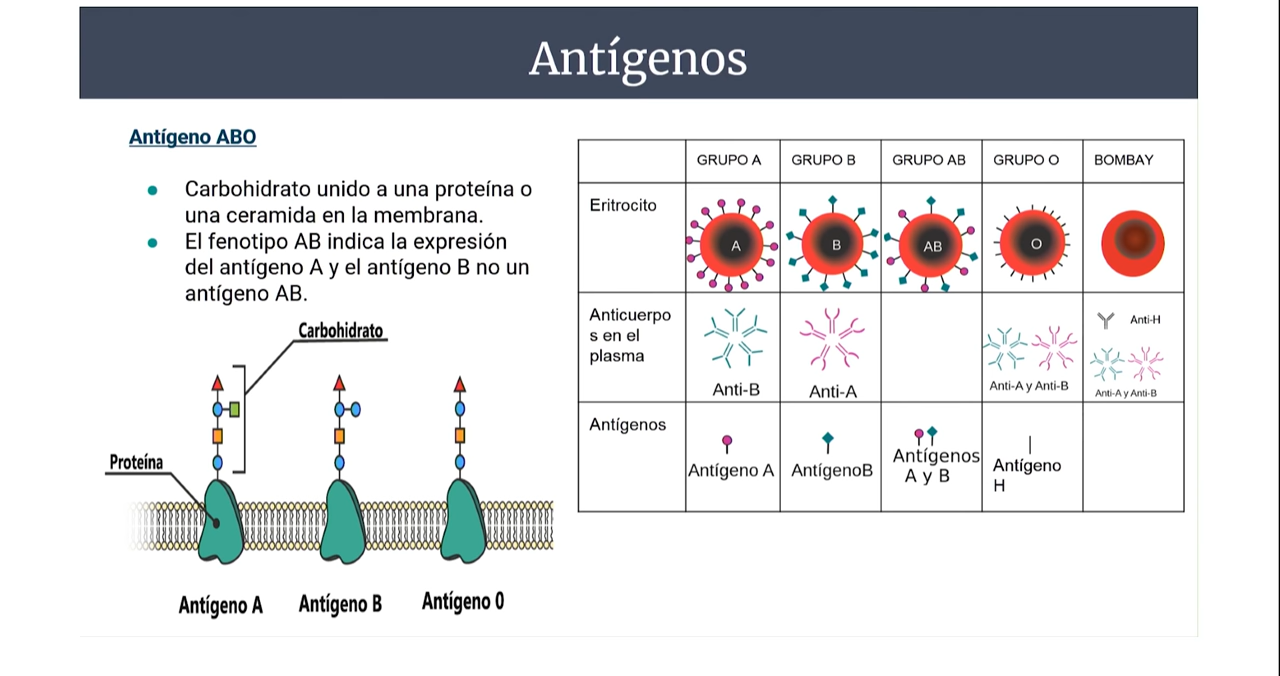 Antígenos
Antígeno ABO
Carbohidrato unido a una proteína o
una ceramida en la membrana.
El fenotipo AB indica la expresión
del antígeno A y el antígeno B no un
antígeno AB.
Carbohidrato
Proteína
Antígeno A
Antígeno B
Antígeno 0
GRUPO A
GRUPO B
GRUPO AB
GRUPO O
BOMBAY
Eritrocito
A
B
AB
O
Anticuerpo
s en el
plasma
Anti-B
Anti-A
Anti-A y Anti-B
Anti-H
Anti-A y Anti-B
Antígenos
Antígeno A
AntígenoB
Antígenos
A y B
Antígeno
H